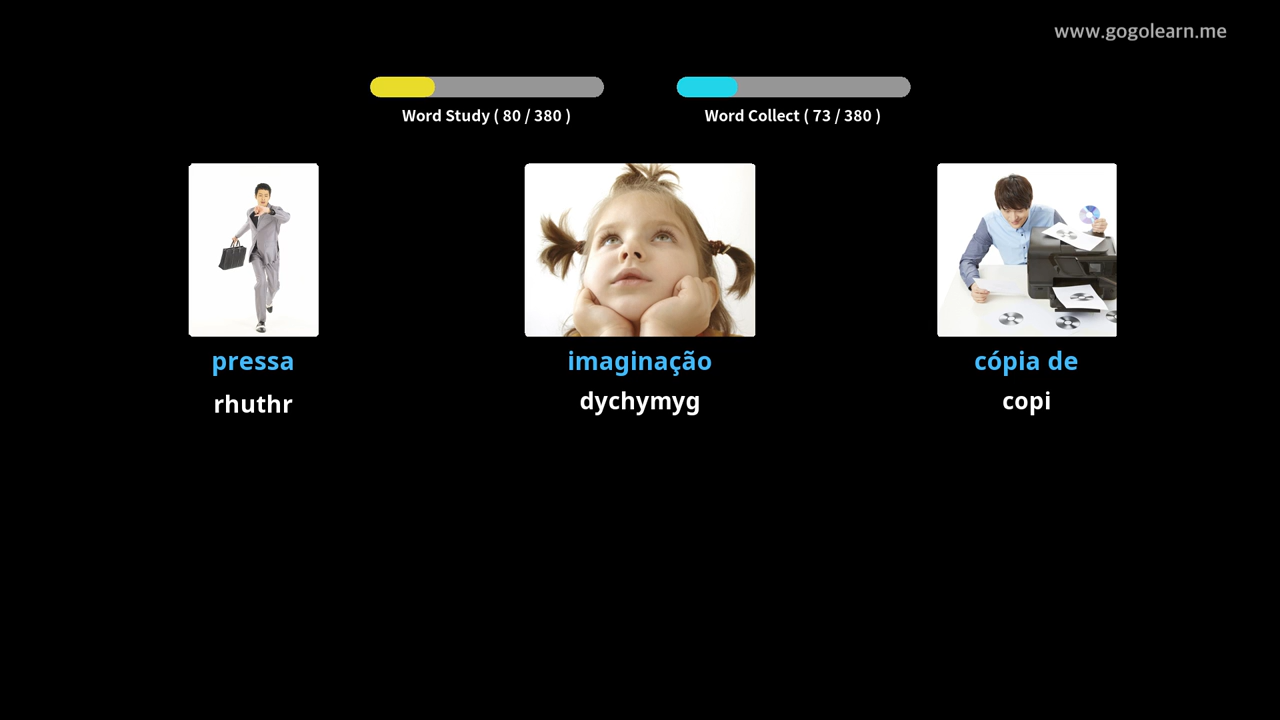 www.gogolearn.me
Word Study ( 80 / 380 )
Word Collect ( 73 / 380 )
pressa
rhuthr
imaginação
dychymyg
cópia de
copi